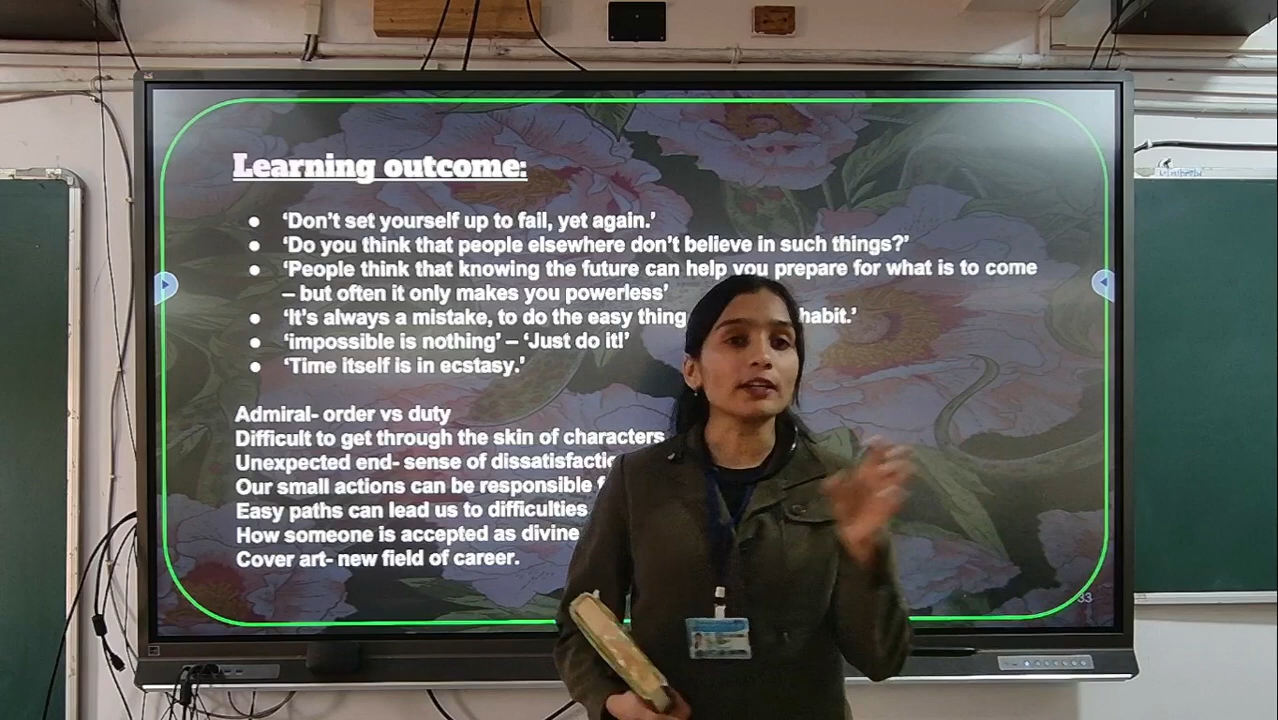 Learning outcome:
● ‘Don’t set yourself up to fail, yet again.’
● ‘Do you think that people elsewhere don’t believe in such things?’
● ‘People think that knowing the future can help you prepare for what is to come
– but often it only makes you powerless’
● ‘It’s always a mistake, to do the easy thing habit.’
● ‘impossible is nothing’ – ‘Just do it!’
● ‘Time itself is in ecstasy.’
Admiral- order vs duty
Difficult to get through the skin of characters
Unexpected end- sense of
Our small actions can be responsible
Easy paths can lead us to difficulties
How someone is accepted as divine
Cover art- new field of career.
33